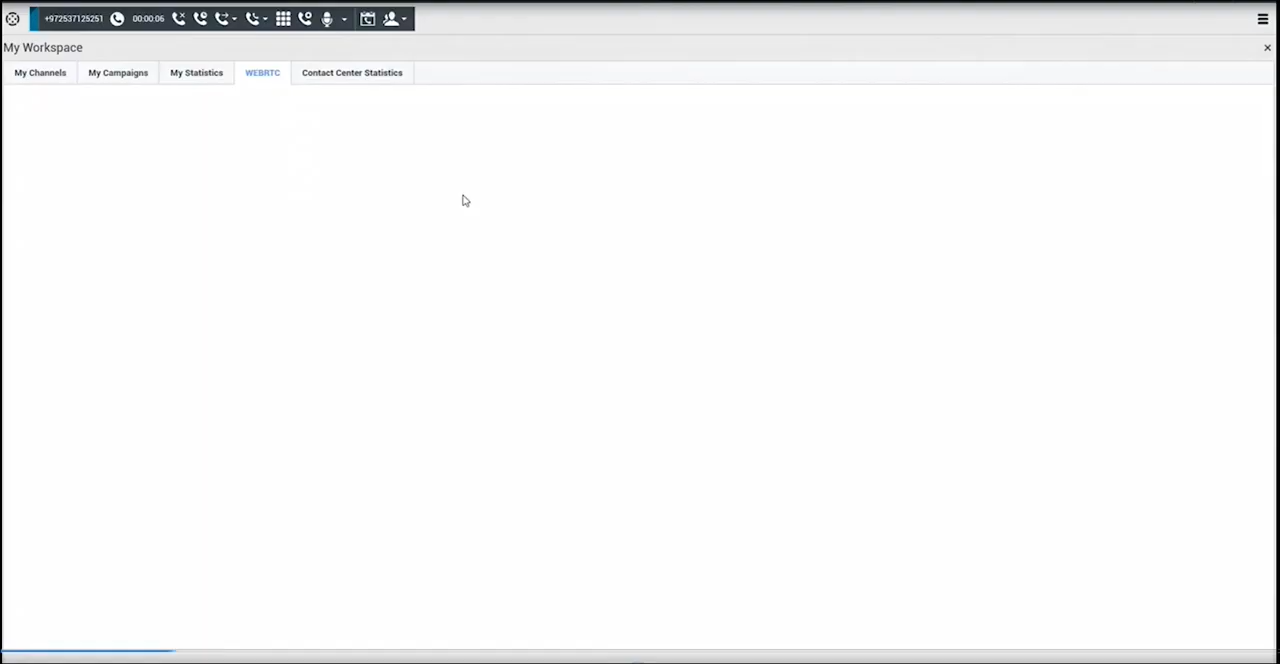 +972537125251 00:00:06
My Workspace
My Channels My Campaigns My Statistics WEBRTC Contact Center Statistics